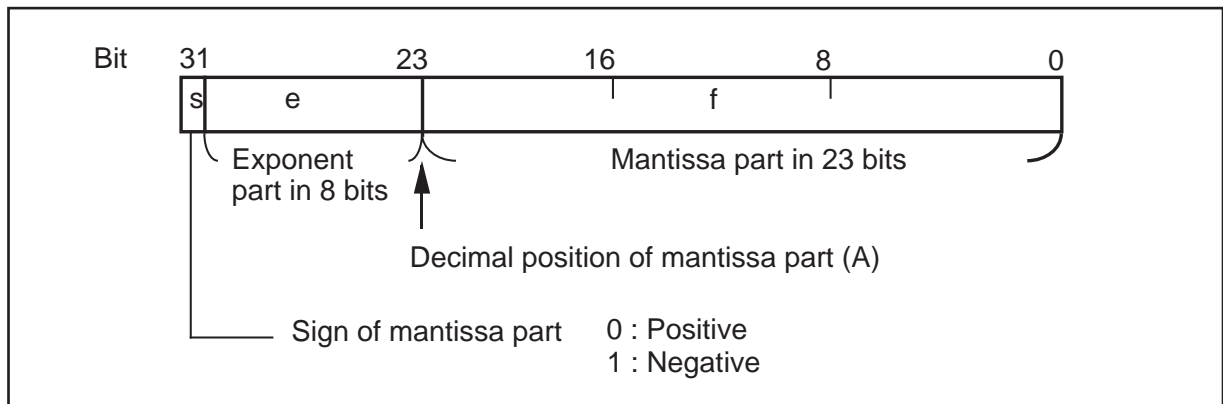 Bit 31 23 16 8 0
s e f
Exponent Mantissa part in 23 bits
part in 8 bits
Decimal position of mantissa part (A)
Sign of mantissa part 0 : Positive
1 : Negative